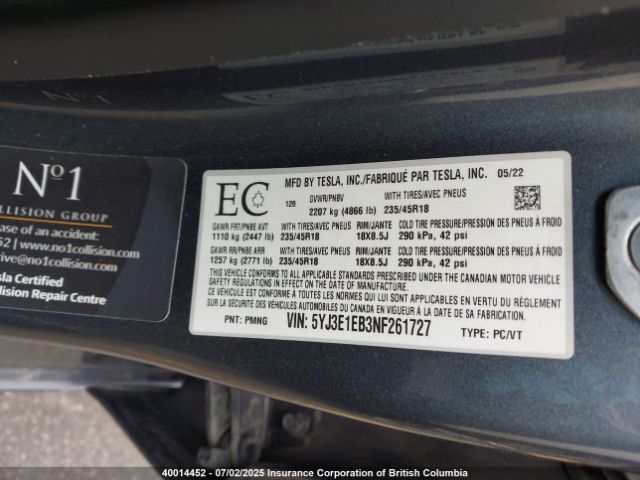 Nº1
LLISION GROUP
us of an accident.
52 | www.no1collision.com
ive@no1collision.com
sla Certified
llision Repair Centre
EC
MFD BY TESLA, INC./FABRIQUÉ PAR TESLA, INC. 05/22
126 GVWR/PNBV WITH TIRES/AVEC PNEUS
2207 kg (4866 lb) 235/45R18
GAWR FRT/PNBE AVT WITH TIRES/AVEC PNEUS RIM/JANTE COLD TIRE PRESSURE/PRESSION DES PNEUS À FROID
1110 kg (2447 lb) 235/45R18 18X8.5J 290 kPa, 42 psi
GAWR RR/PNBE ARR WITH TIRES/AVEC PNEUS RIM/JANTE COLD TIRE PRESSURE/PRESSION DES PNEUS À FROID
1257 kg (2771 lb) 235/45R18 18X8.5J 290 kPa, 42 psi
THIS VEHICLE CONFORMS TO ALL APPLICABLE STANDARDS PRESCRIBED UNDER THE CANADIAN MOTOR VEHICLE
SAFETY REGULATIONS IN EFFECT ON THE DATE OF MANUFACTURE.
CE VÉHICULE EST CONFORME À TOUTES LES NORMES QUI LUI SONT APPLICABLES EN VERTU DU RÈGLEMENT
SUR LA SÉCURITÉ DES VÉHICULES AUTOMOBILES DU CANADA EN VIGUEUR À LA DATE DE SA FABRICATION.
PNT: PMNG VIN: 5YJ3E1EB3NF261727 TYPE: PC/VT
40014452 - 07/02/2025 Insurance Corporation of British Columbia